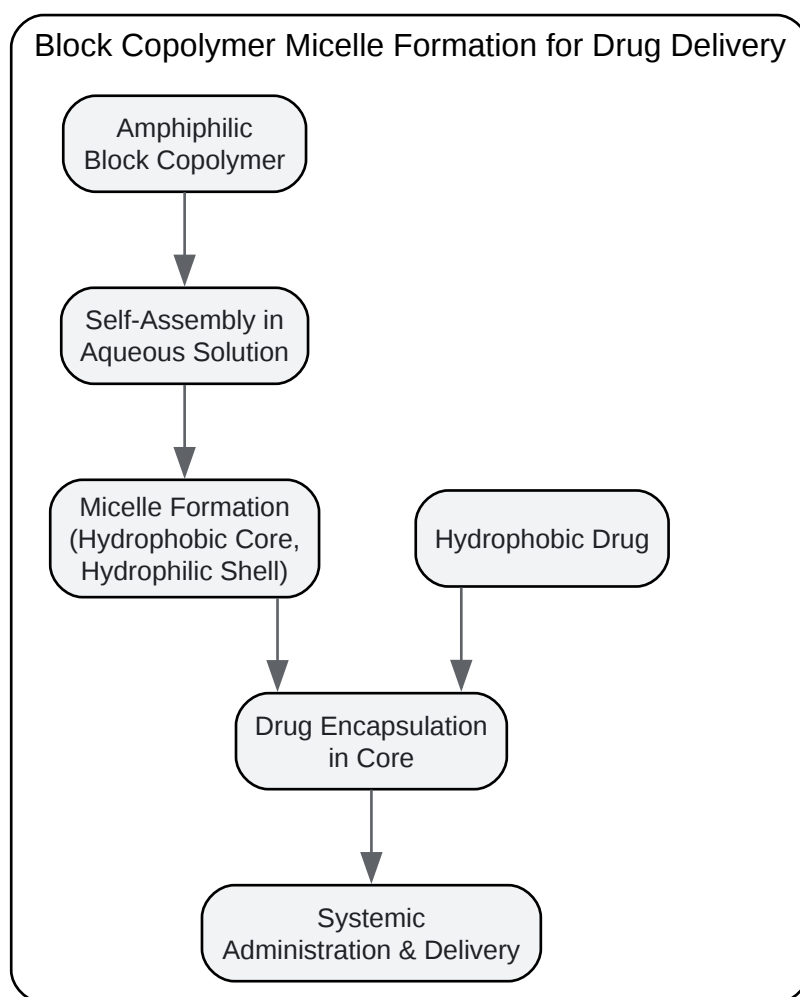 Block Copolymer Micelle Formation for Drug Delivery
Amphiphilic
Block Copolymer
Self-Assembly in
Aqueous Solution
Micelle Formation
(Hydrophobic Core,
Hydrophilic Shell)
Hydrophobic Drug
Drug Encapsulation
in Core
Systemic
Administration & Delivery